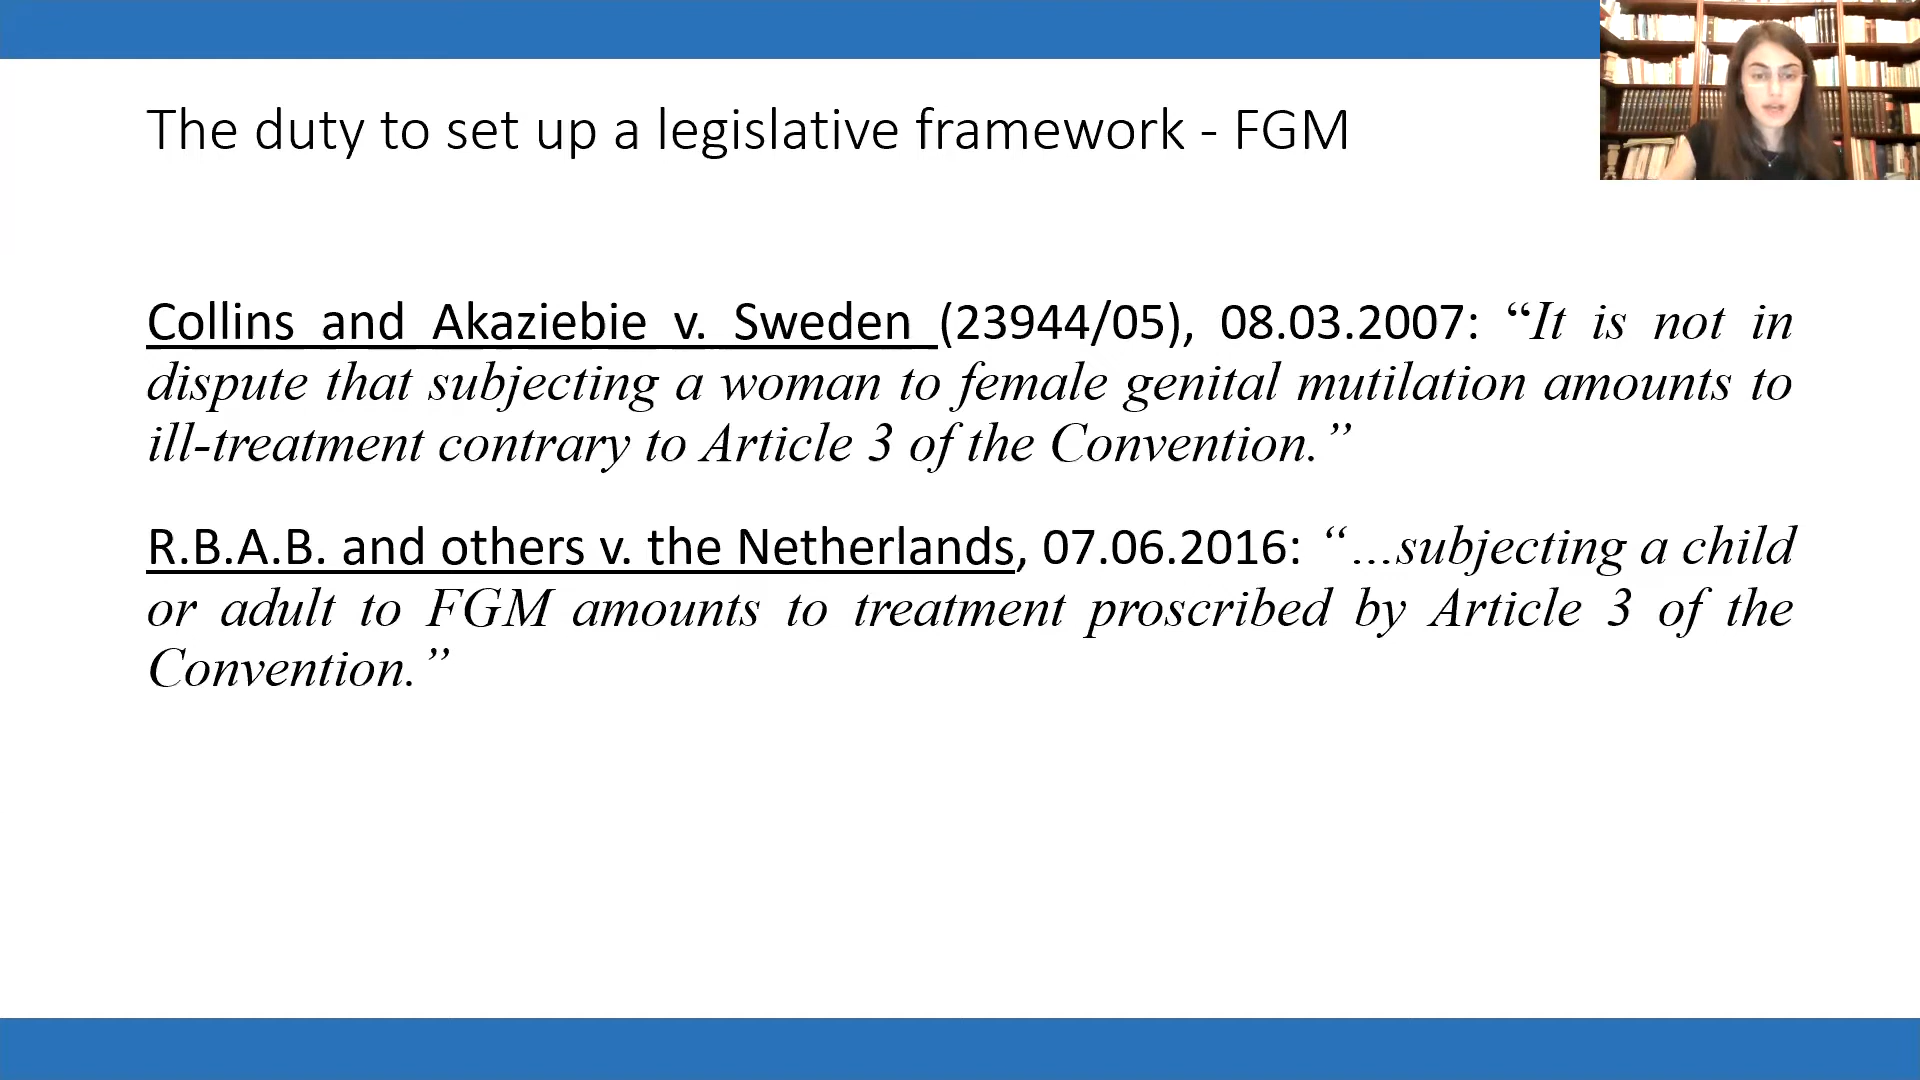 The duty to set up a legislative framework - FGM
Collins and Akaziebie v. Sweden (23944/05), 08.03.2007: “It is not in
dispute that subjecting a woman to female genital mutilation amounts to
ill-treatment contrary to Article 3 of the Convention.”
R.B.A.B. and others v. the Netherlands, 07.06.2016: “...subjecting a child
or adult to FGM amounts to treatment proscribed by Article 3 of the
Convention.”